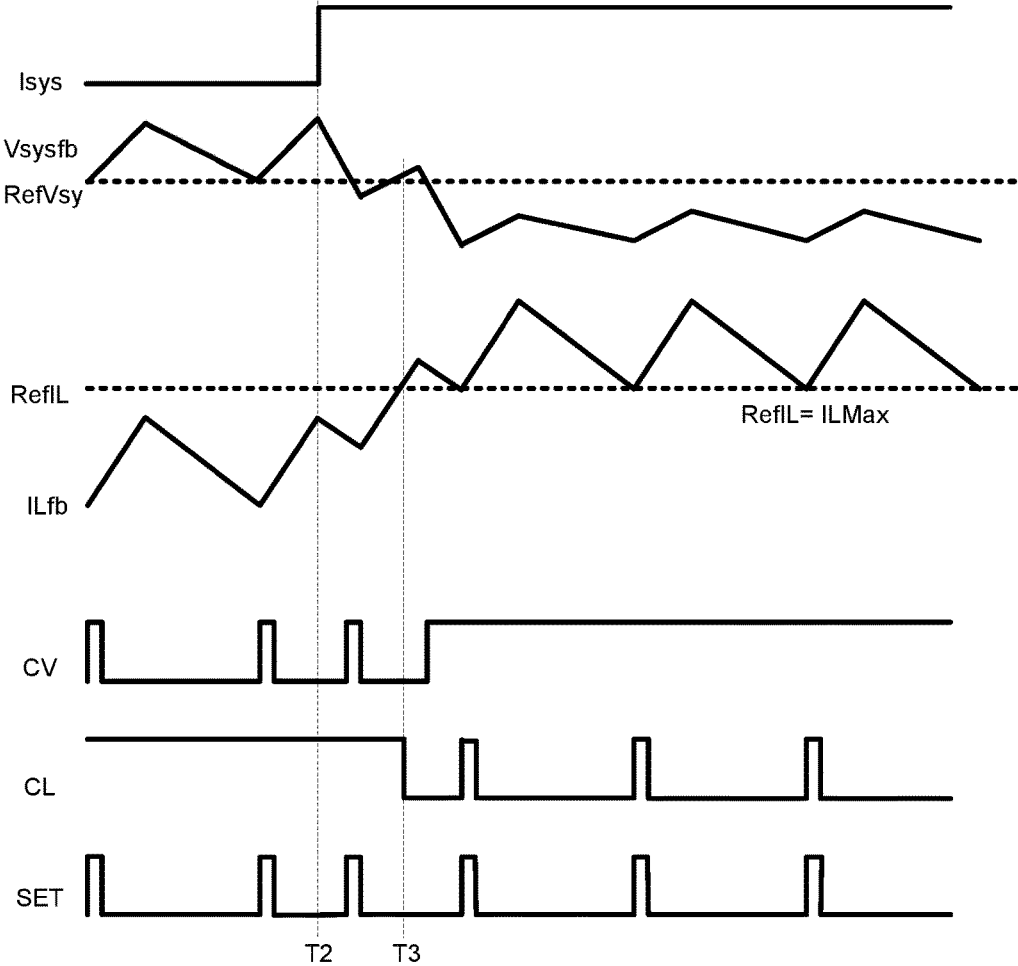 Isys
Vsysfb
RefVsy
RefIL
RefIL= ILMax
ILfb
CV
CL
SET
T2
T3